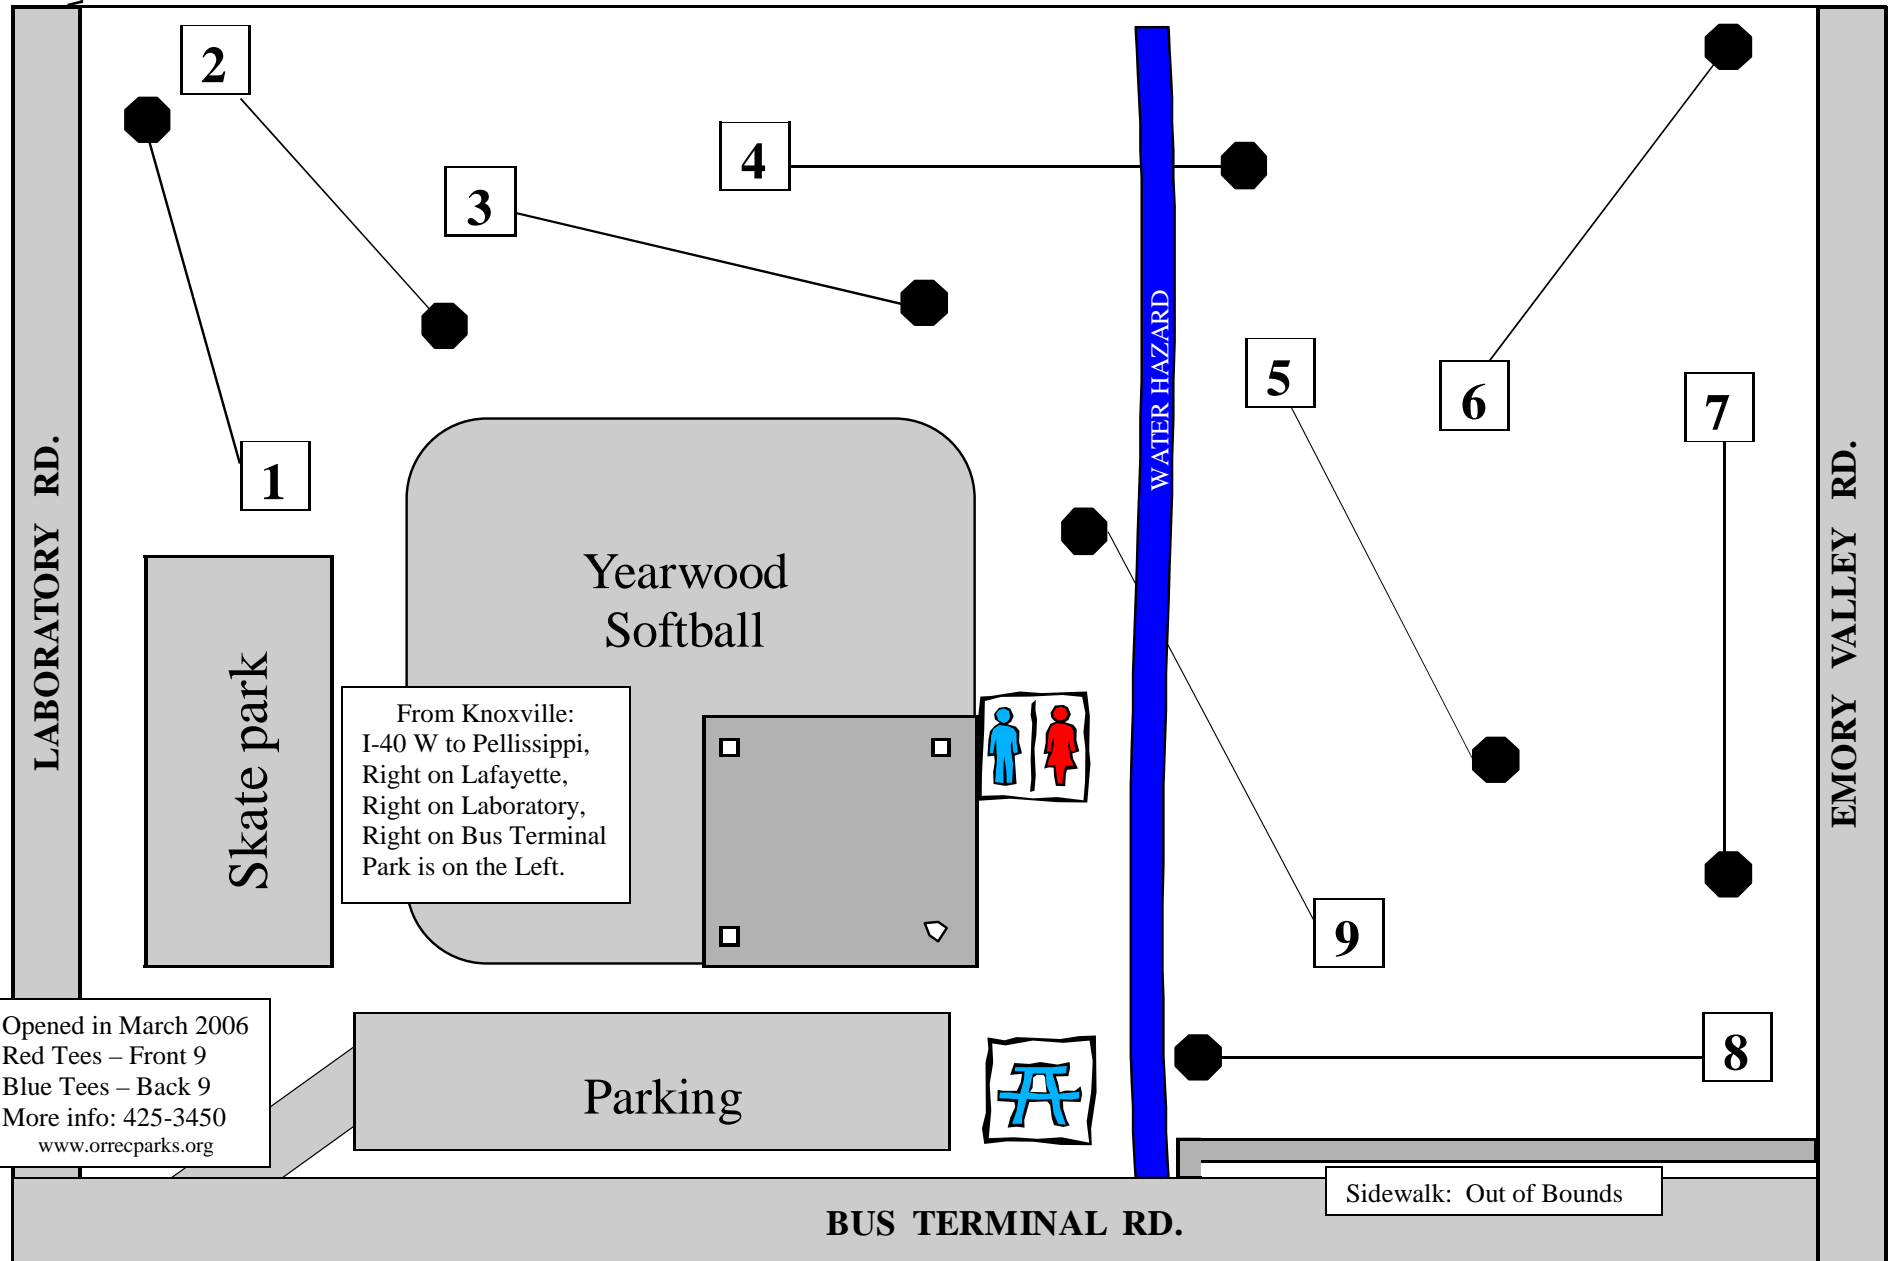 2
4
3
5
6
7
1
WATER HAZARD
LABORATORY RD.
EMORY VALLEY RD.
Yearwood
Softball
Skate park
From Knoxville:
I-40 W to Pellissippi,
Right on Lafayette,
Right on Laboratory,
Right on Bus Terminal
Park is on the Left.
9
8
Opened in March 2006
Red Tees – Front 9
Blue Tees – Back 9
More info: 425-3450
www.orrecparks.org
Parking
Sidewalk: Out of Bounds
BUS TERMINAL RD.